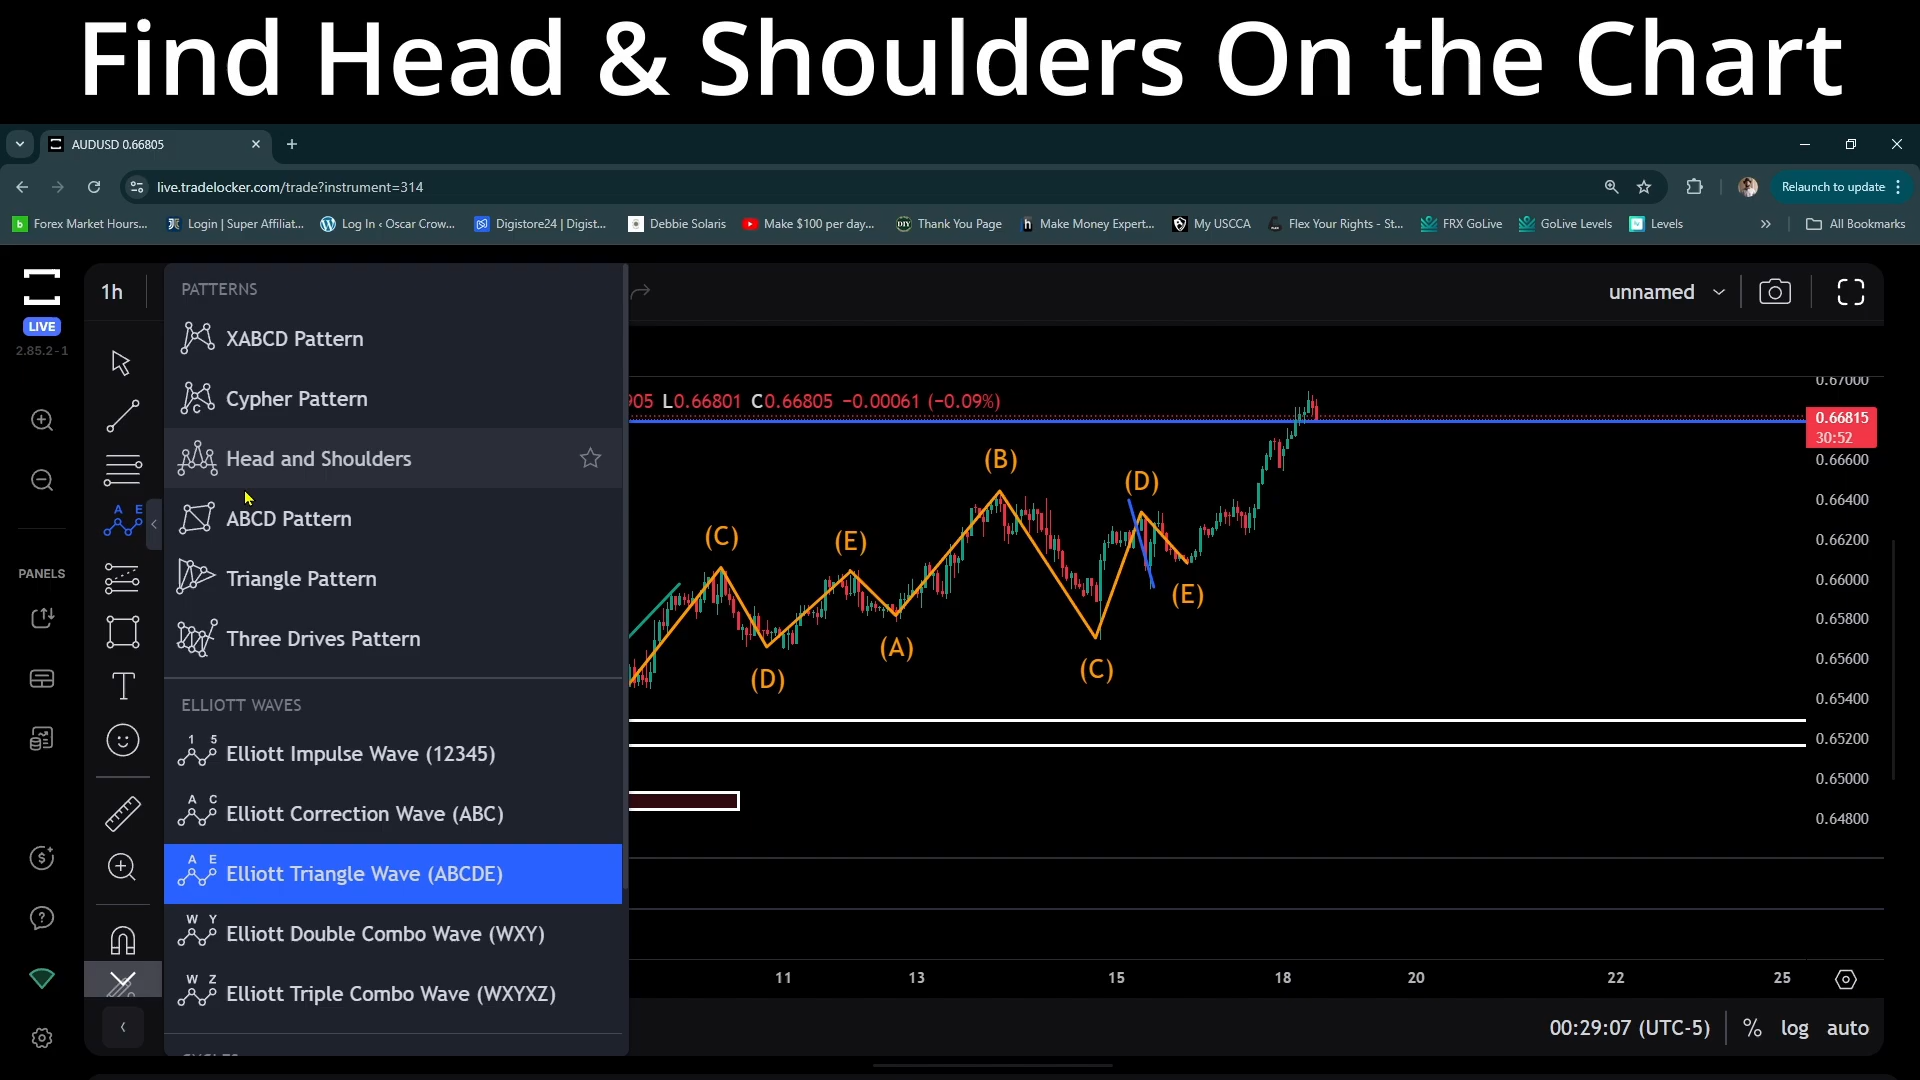 Find Head & Shoulders On the Chart
AUDUSD 0.66805
live.tradelocker.com/trade?instrument=314
Relaunch to update
Forex Market Hours...
Login | Super Affiliat...
Log In ‹ Oscar Crow...
Digistore24 | Digist...
Debbie Solaris
Make $100 per day...
DIY
Thank You Page
Make Money Expert...
My USCCA
Flex Your Rights - St...
FRX GoLive
GoLive Levels
Levels
All Bookmarks
LIVE
2.85.2-1
1h
unnamed
PATTERNS
XABCD Pattern
Cypher Pattern
Head and Shoulders
ABCD Pattern
Triangle Pattern
Three Drives Pattern
ELLIOTT WAVES
1 5
Elliott Impulse Wave (12345)
A C
Elliott Correction Wave (ABC)
A E
Elliott Triangle Wave (ABCDE)
W Y
Elliott Double Combo Wave (WXY)
W Z
Elliott Triple Combo Wave (WXYXZ)
A E
PANELS
905 L0.66801 C0.66805 −0.00061 (−0.09%)
(C)
(D)
(E)
(A)
(B)
(C)
(D)
(E)
0.67000
0.66815
30:52
0.66600
0.66400
0.66200
0.66000
0.65800
0.65600
0.65400
0.65200
0.65000
0.64800
11 13 15 18 20 22 25
00:29:07 (UTC-5) % log auto